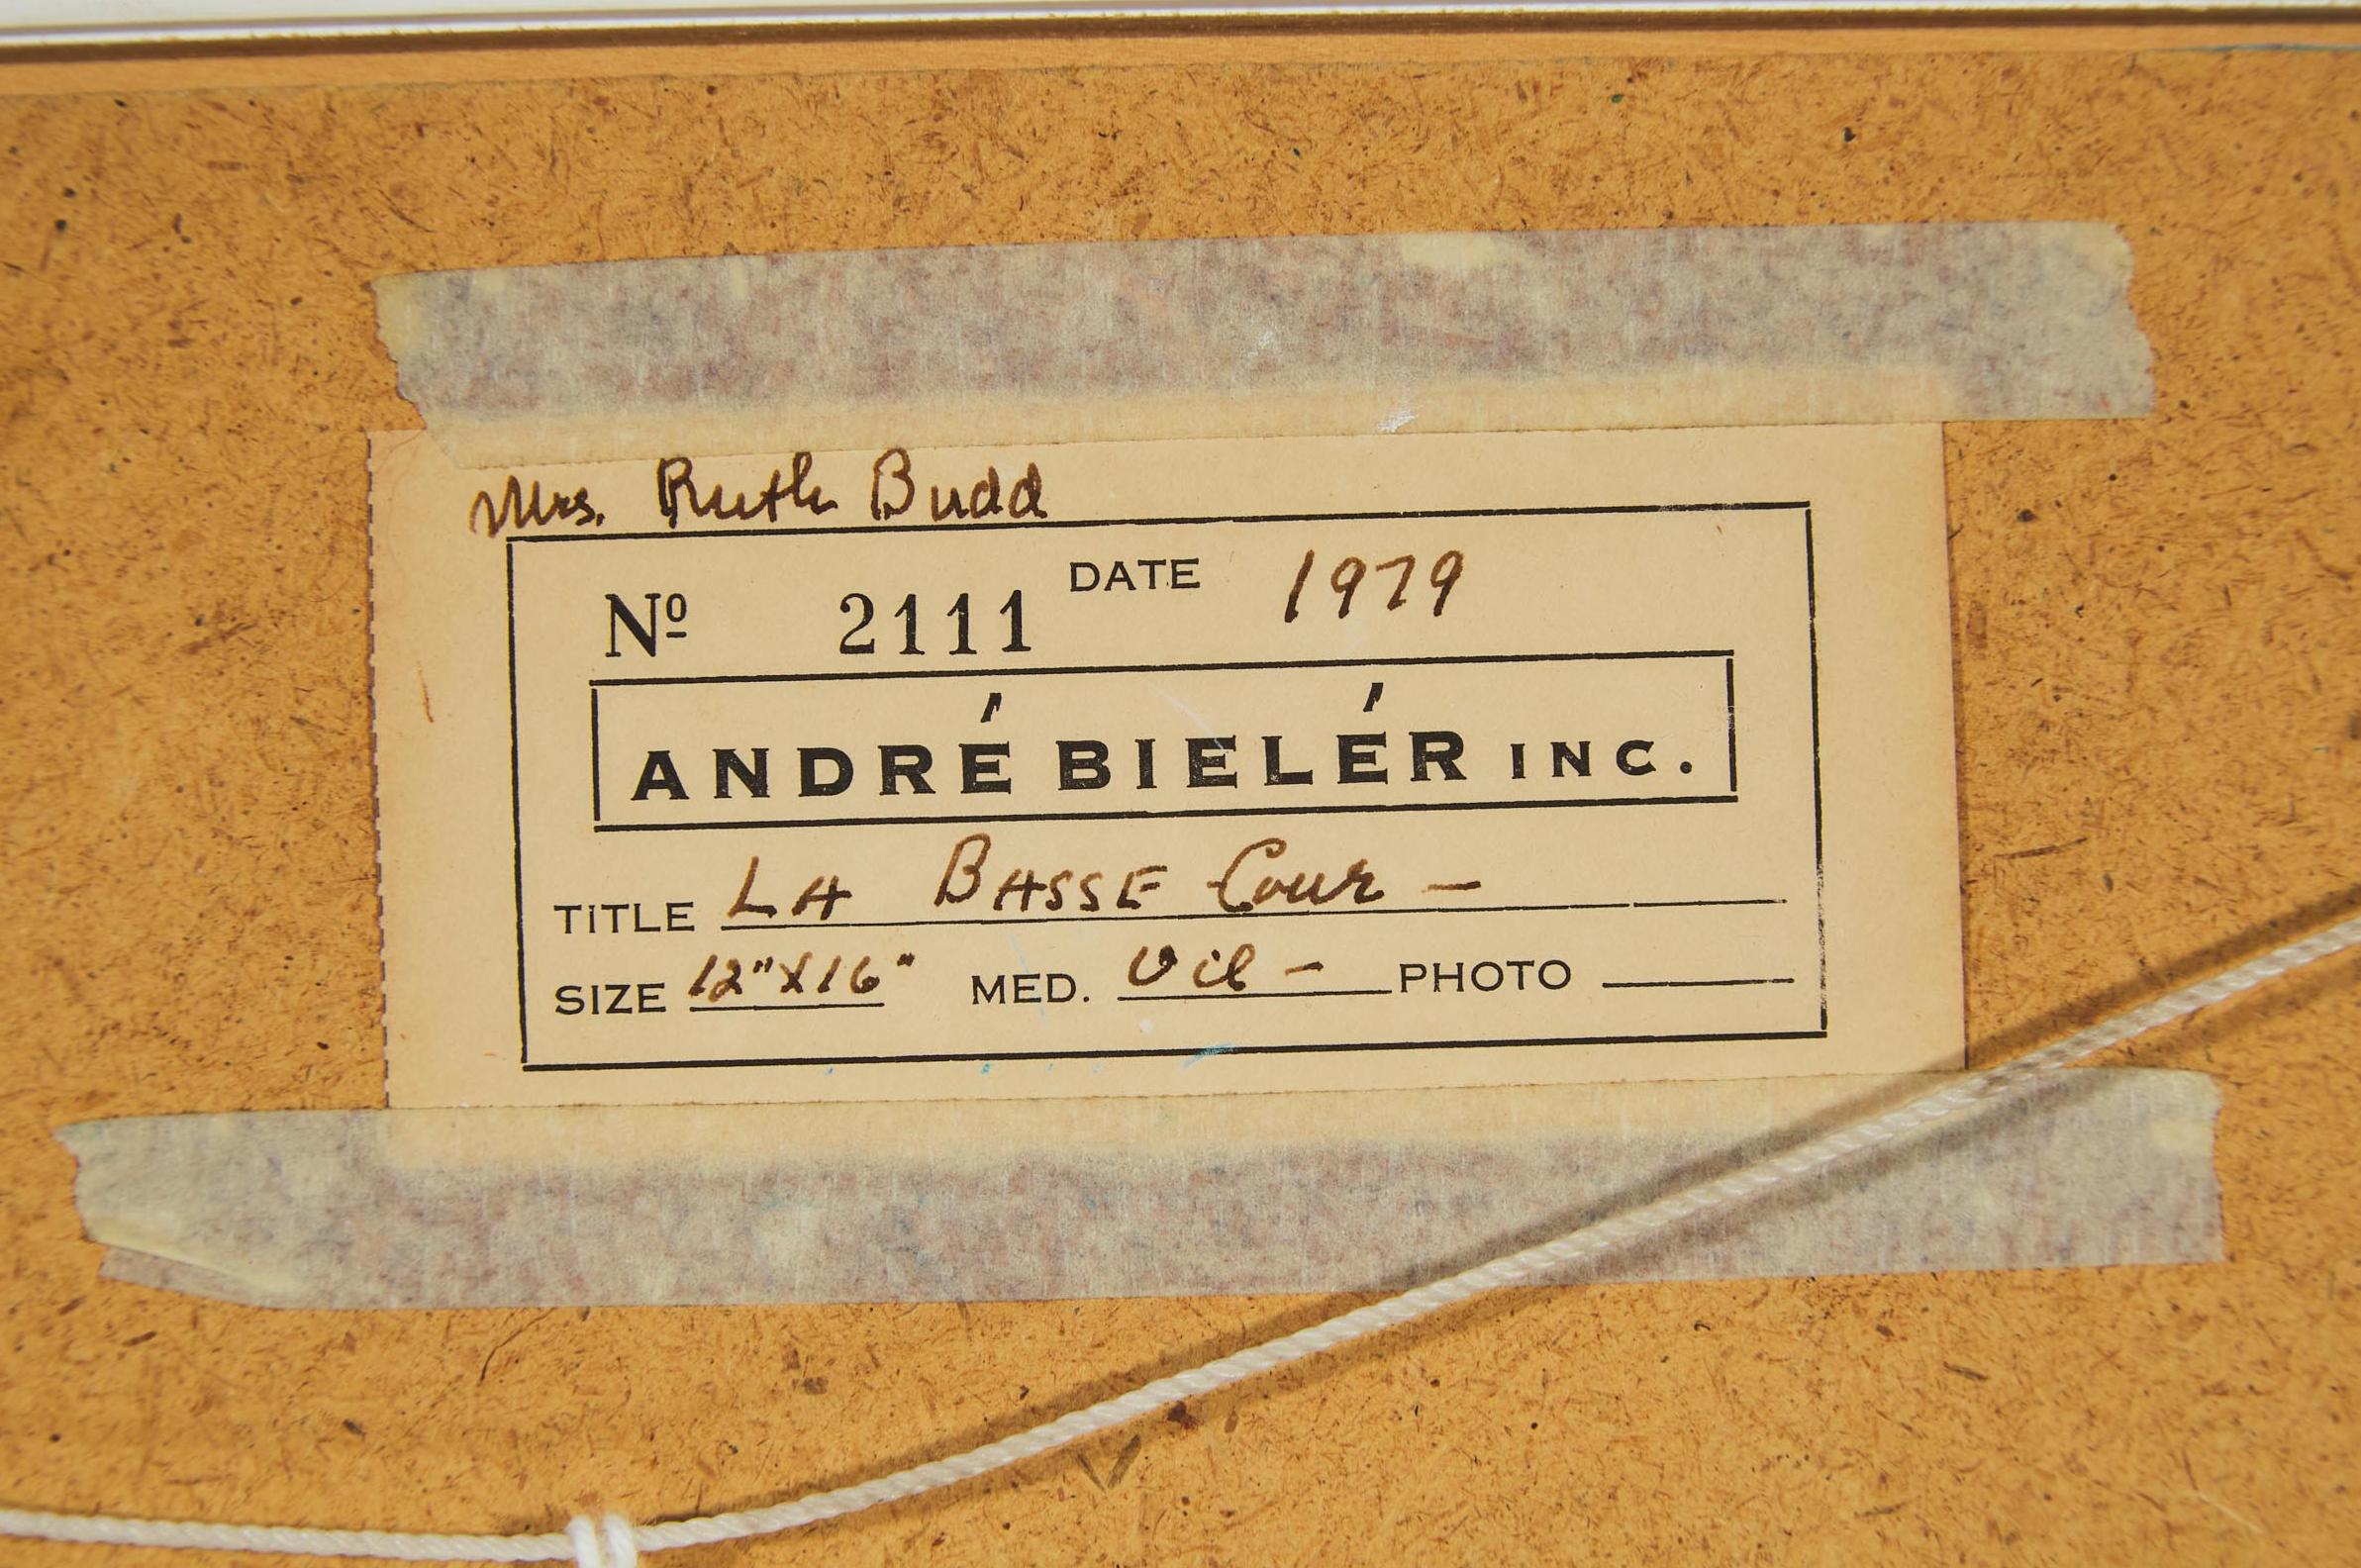 Mrs. Ruth Budd
Nº 2111 DATE 1979
ANDRÉ BIELÉR INC.
TITLE LA BASSE Cour -
SIZE 12"X16" MED. Oil - PHOTO